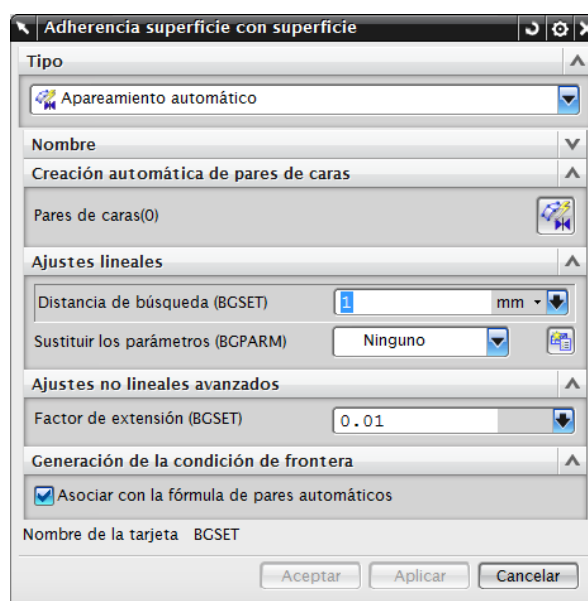 Adherencia superficie con superficie
Tipo
Apareamiento automático
Nombre
Creación automática de pares de caras
Pares de caras(0)
Ajustes lineales
Distancia de búsqueda (BGSET) 1 mm
Sustituir los parámetros (BGPARM) Ninguno
Ajustes no lineales avanzados
Factor de extensión (BGSET) 0.01
Generación de la condición de frontera
Asociar con la fórmula de pares automáticos
Nombre de la tarjeta BGSET
Aceptar Aplicar Cancelar